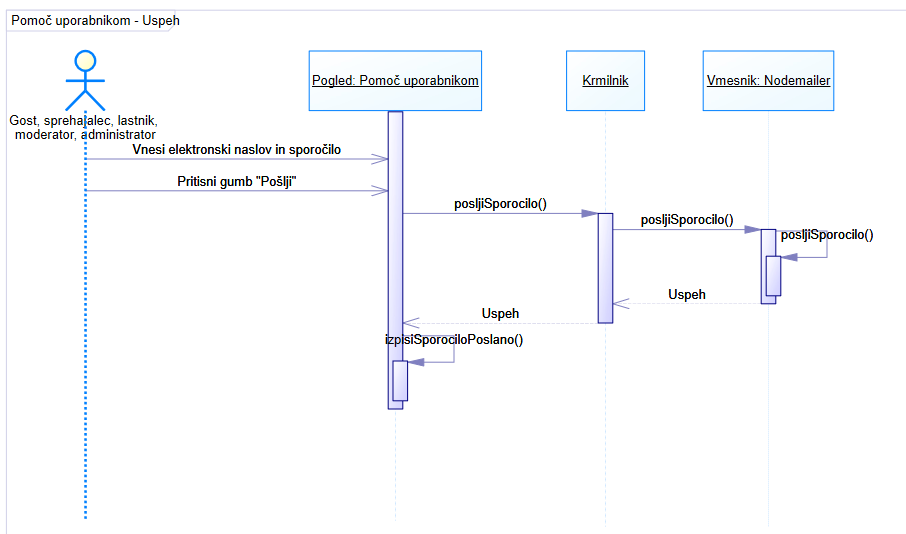 Pomoč uporabnikom - Uspeh
Pogled: Pomoč uporabnikom
Krmilnik
Vmesnik: Nodemailer
Gost, sprehajalec, lastnik,
moderator, administrator
Vnesi elektronski naslov in sporočilo
Pritisni gumb "Pošlji"
posljiSporocilo()
posljiSporocilo()
posljiSporocilo()
Uspeh
Uspeh
izpisiSporociloPoslano()